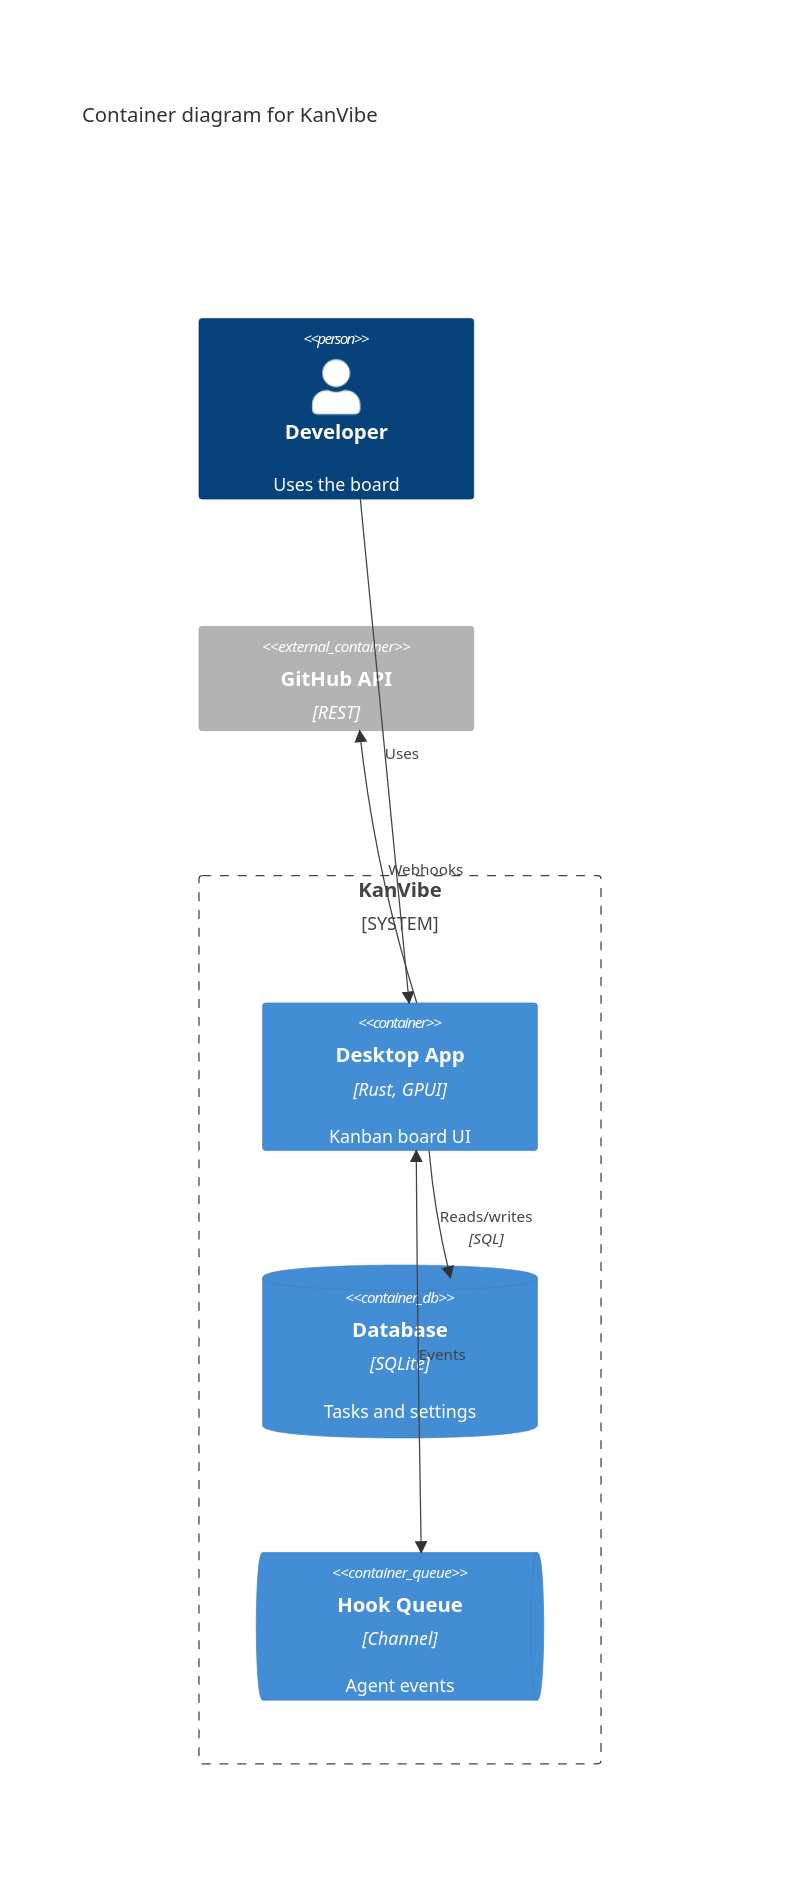 Container diagram for KanVibe
<<person>>
Developer
Uses the board
<<external_container>>
GitHub API
[REST]
Uses
Webhooks
KanVibe
[SYSTEM]
<<container>>
Desktop App
[Rust, GPUI]
Kanban board UI
Reads/writes
[SQL]
<<container_db>>
Database
Events
[SQLite]
Tasks and settings
<<container_queue>>
Hook Queue
[Channel]
Agent events